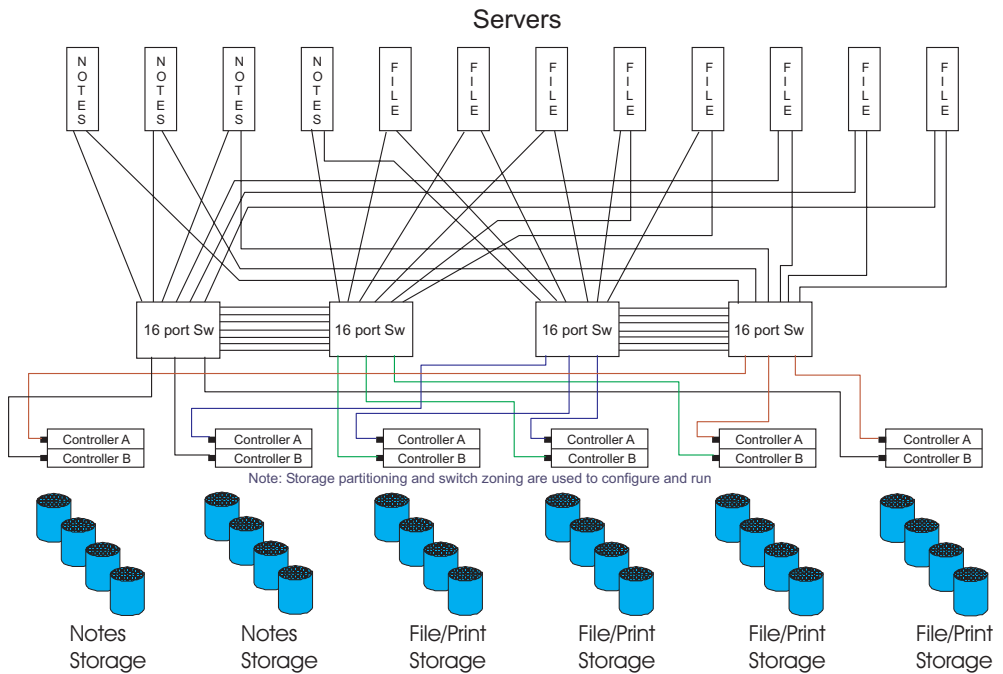 Servers
NOTES
NOTES
NOTES
NOTES
FILE
FILE
FILE
FILE
FILE
FILE
FILE
FILE
16 port Sw
16 port Sw
16 port Sw
16 port Sw
Controller A
Controller B
Controller A
Controller B
Controller A
Controller B
Controller A
Controller B
Controller A
Controller B
Controller A
Controller B
Note: Storage partitioning and switch zoning are used to configure and run
Notes
Storage
Notes
Storage
File/Print
Storage
File/Print
Storage
File/Print
Storage
File/Print
Storage